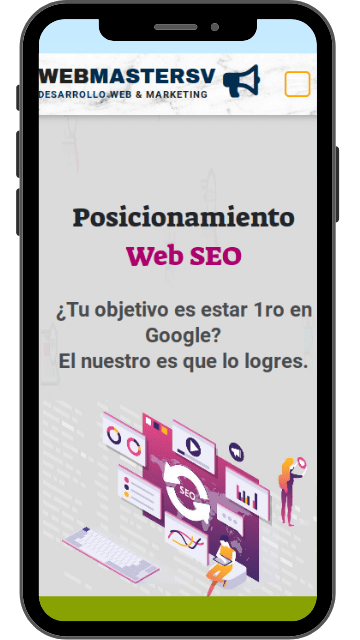 WEBMASTERSV
DESARROLLO WEB & MARKETING
Posicionamiento
Web SEO
¿Tu objetivo es estar 1ro en
Google?
El nuestro es que lo logres.
SEO